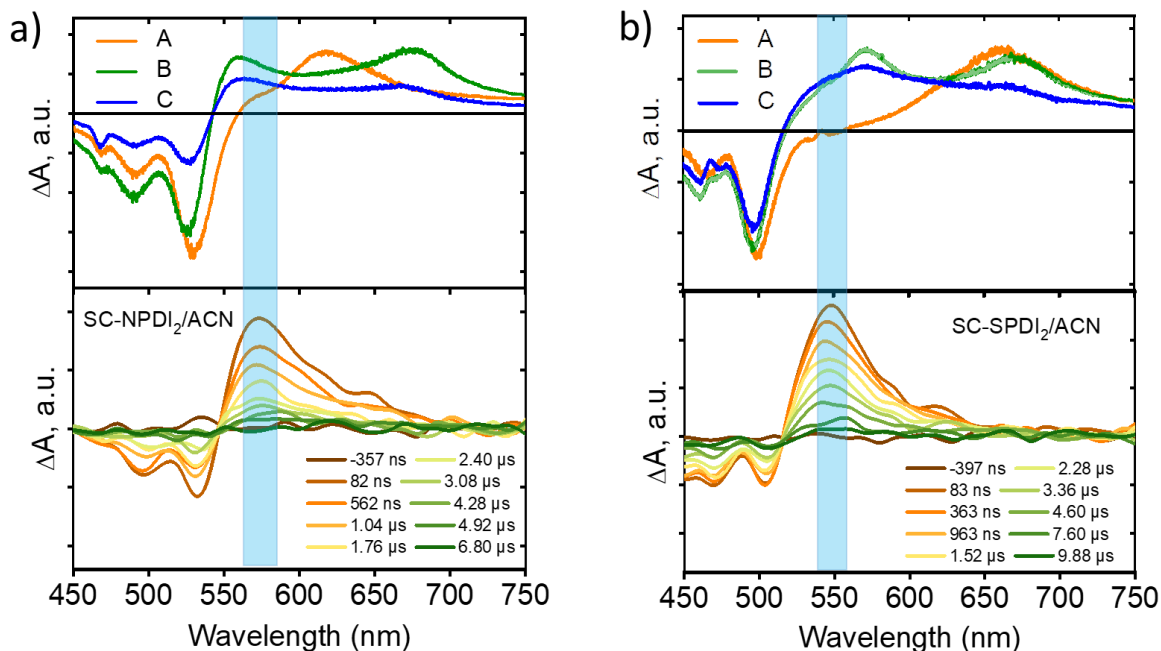 a)
A
B
C
ΔA, a.u.
SC-NPDI₂/ACN
ΔA, a.u.
-357 ns
82 ns
562 ns
1.04 µs
1.76 µs
2.40 µs
3.08 µs
4.28 µs
4.92 µs
6.80 µs
450 500 550 600 650 700 750
Wavelength (nm)
b)
A
B
C
ΔA, a.u.
SC-SPDI₂/ACN
ΔA, a.u.
-397 ns
83 ns
363 ns
963 ns
1.52 µs
2.28 µs
3.36 µs
4.60 µs
7.60 µs
9.88 µs
450 500 550 600 650 700 750
Wavelength (nm)